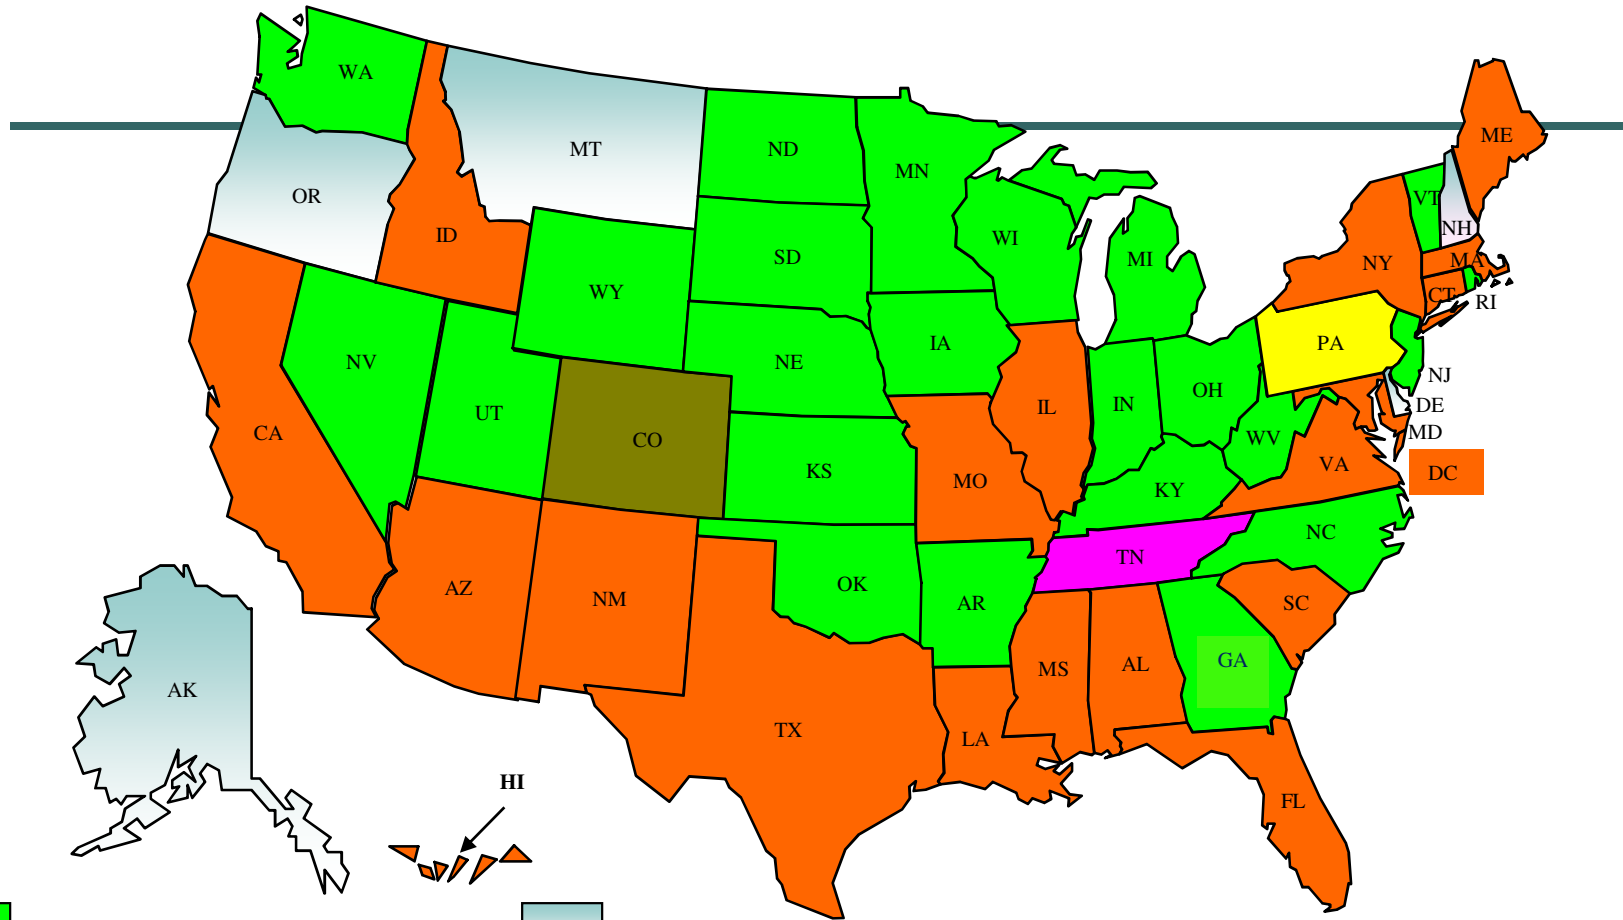 WA
ME
MT
ND
MN
OR
VT
NH
ID
WI
MI
NY
MA
SD
WY
CT
RI
IA
PA
NV
NE
NJ
UT
IL
IN
OH
DE
CA
CO
WV
MD
KS
MO
VA
DC
KY
NC
TN
AZ
NM
OK
AR
SC
MS
AL
GA
AK
TX
LA
HI
FL